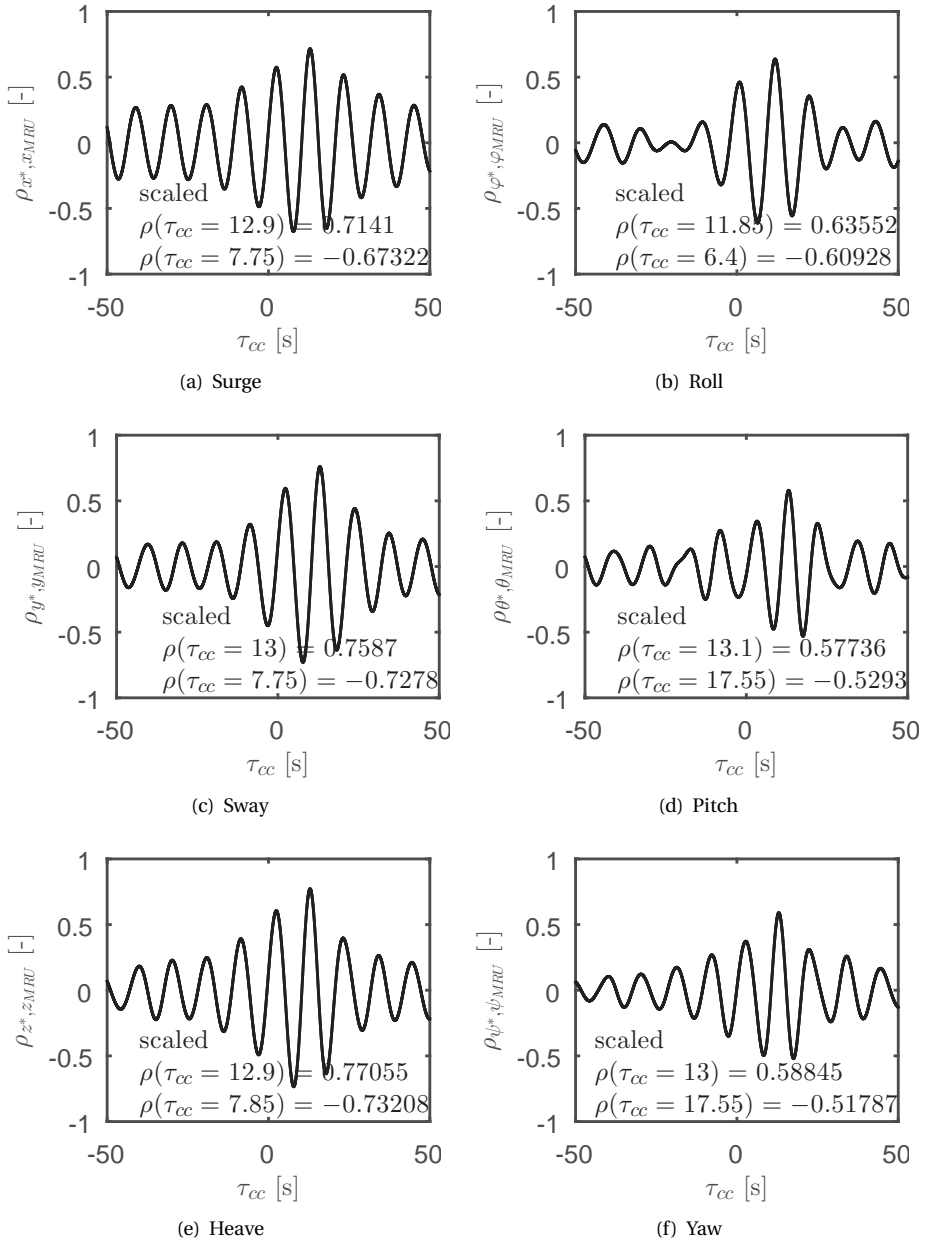 1
0.5
0
-0.5
-1
ρx*,xMRU [-]
scaled
ρ(τcc = 12.9) = 0.7141
ρ(τcc = 7.75) = −0.67322
-50 0 50
τcc [s]
(a) Surge
1
0.5
0
-0.5
-1
ρφ*,φMRU [-]
scaled
ρ(τcc = 11.85) = 0.63552
ρ(τcc = 6.4) = −0.60928
-50 0 50
τcc [s]
(b) Roll
1
0.5
0
-0.5
-1
ρy*,yMRU [-]
scaled
ρ(τcc = 13) = 0.7587
ρ(τcc = 7.75) = −0.7278
-50 0 50
τcc [s]
(c) Sway
1
0.5
0
-0.5
-1
ρθ*,θMRU [-]
scaled
ρ(τcc = 13.1) = 0.57736
ρ(τcc = 17.55) = −0.5293
-50 0 50
τcc [s]
(d) Pitch
1
0.5
0
-0.5
-1
ρz*,zMRU [-]
scaled
ρ(τcc = 12.9) = 0.77055
ρ(τcc = 7.85) = −0.73208
-50 0 50
τcc [s]
(e) Heave
1
0.5
0
-0.5
-1
ρψ*,ψMRU [-]
scaled
ρ(τcc = 13) = 0.58845
ρ(τcc = 17.55) = −0.51787
-50 0 50
τcc [s]
(f) Yaw